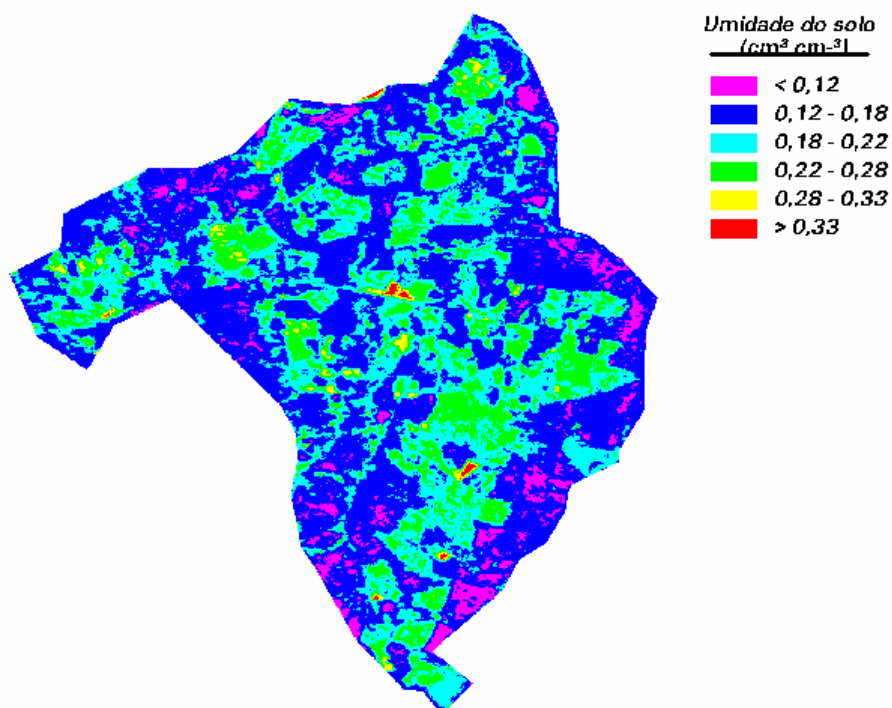 Umidade do solo
(cm³ cm-³)
< 0,12
0,12 - 0,18
0,18 - 0,22
0,22 - 0,28
0,28 - 0,33
> 0,33